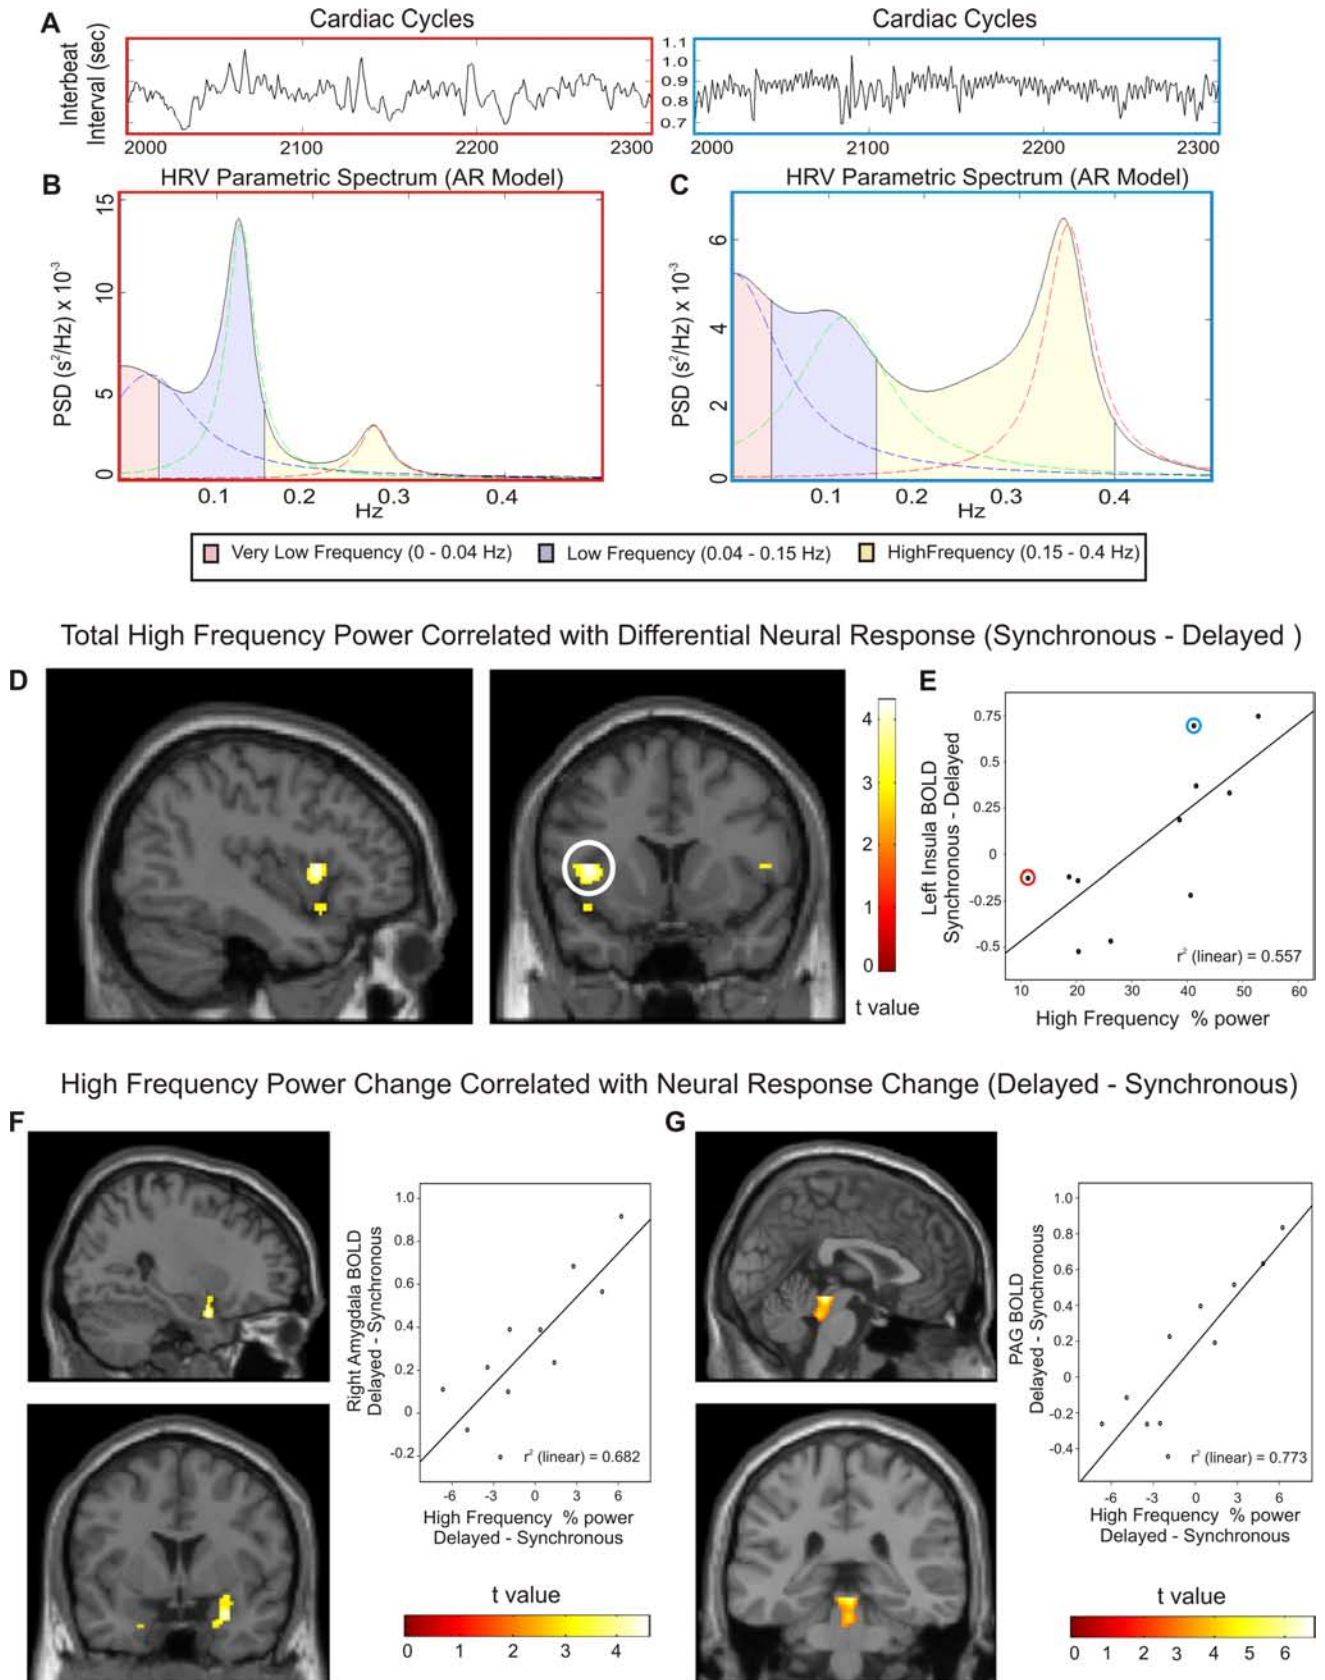 A
Cardiac Cycles
Cardiac Cycles
Interbeat
Interval (sec)
1.1
1.0
0.9
0.8
0.7
2000
2100
2200
2300
2000
2100
2200
2300
B
HRV Parametric Spectrum (AR Model)
PSD (s²/Hz) x 10⁻³
15
10
5
0
0.1
0.2
0.3
0.4
Hz
C
HRV Parametric Spectrum (AR Model)
PSD (s²/Hz) x 10⁻³
6
4
2
0
0.1
0.2
0.3
0.4
Hz
Very Low Frequency (0 - 0.04 Hz)
Low Frequency (0.04 - 0.15 Hz)
HighFrequency (0.15 - 0.4 Hz)
Total High Frequency Power Correlated with Differential Neural Response (Synchronous - Delayed )
D
4
3
2
1
0
t value
E
Left Insula BOLD
Synchronous - Delayed
0.75
0.25
0
-0.25
-0.5
r² (linear) = 0.557
10
20
30
40
50
60
High Frequency % power
High Frequency Power Change Correlated with Neural Response Change (Delayed - Synchronous)
F
Right Amygdala BOLD
Delayed - Synchronous
1.0
0.8
0.6
0.4
0.2
0
-0.2
r² (linear) = 0.682
-6
-3
0
3
6
High Frequency % power
Delayed - Synchronous
t value
0
1
2
3
4
G
PAG BOLD
Delayed - Synchronous
1.0
0.8
0.6
0.4
0.2
0
-0.2
-0.4
r² (linear) = 0.773
-6
-3
0
3
6
High Frequency % power
Delayed - Synchronous
t value
0
1
2
3
4
5
6